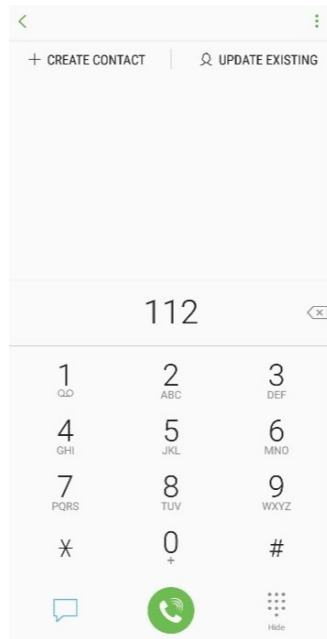 + CREATE CONTACT UPDATE EXISTING
112
1 2 3
ABC DEF
4 5 6
GHI JKL MNO
7 8 9
PQRS TUV WXYZ
* 0 #
+
Hide